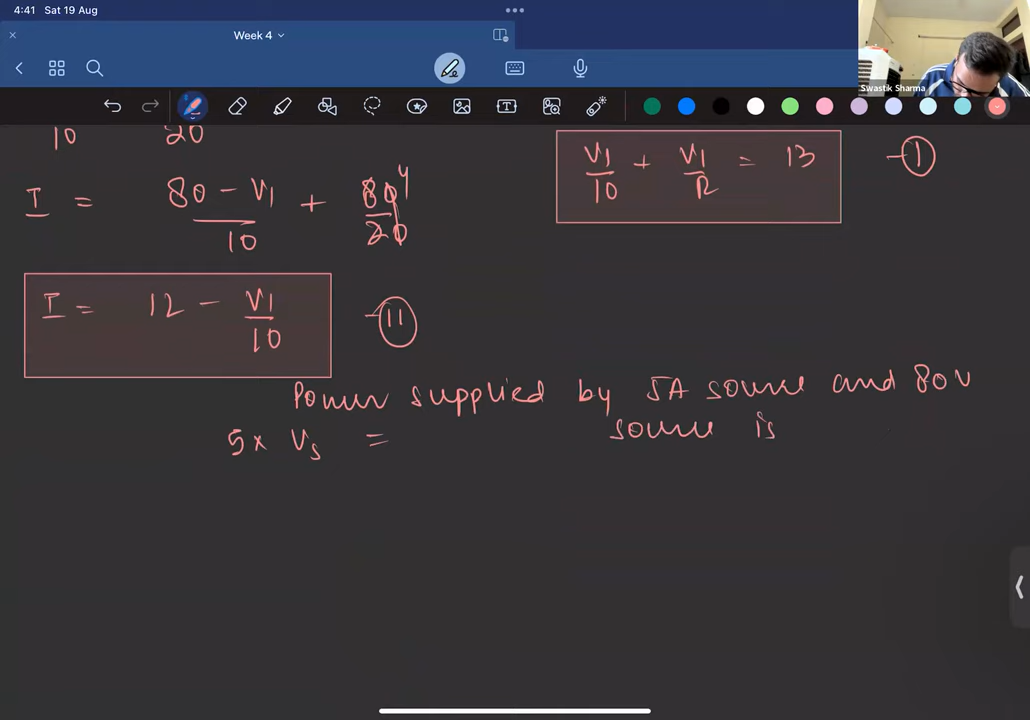 4:41 Sat 19 Aug
Week 4
Swastik Sharma
10 20
I = 80 - V1 / 10 + 80 / 20 4
V1/10 + V1/R = 13 - I
I = 12 - V1/10 - II
Power supplied by 5A source and 80V
source is
5 x Vs =